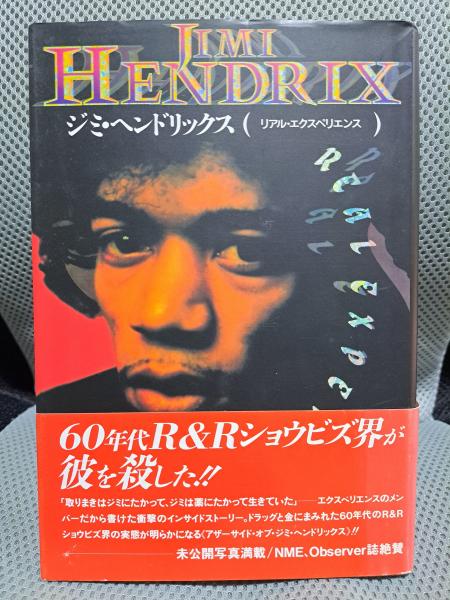 JIMI
HENDRIX
ジミ・ヘンドリックス(リアル・エクスペリエンス)
Real Expe
60年代R&Rショウビズ界が
彼を殺した!!
「取りまきはジミにたかって、ジミは薬にたかって生きていた」——エクスペリエンスのメン
バーだから書けた衝撃のインサイドストーリー。ドラッグと金にまみれた60年代のR&R
ショウビズ界の実態が明らかになる〈アザーサイド・オブ・ジミ・ヘンドリックス〉!!
——未公開写真満載/NME、Observer誌絶賛